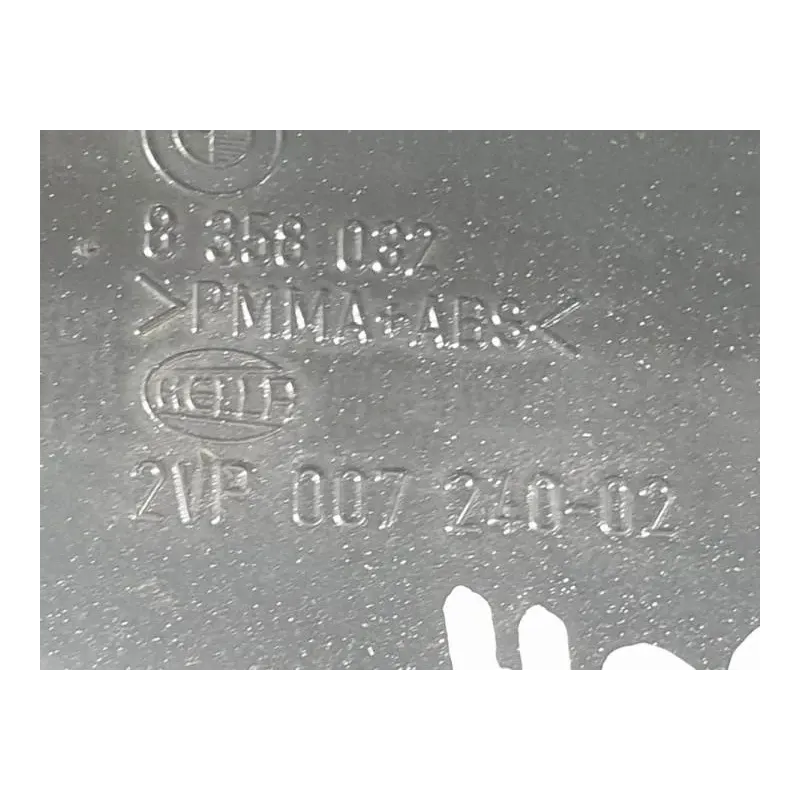 8 358 032
>PMMA+ABS<
HELLA
2VP 007 240-02